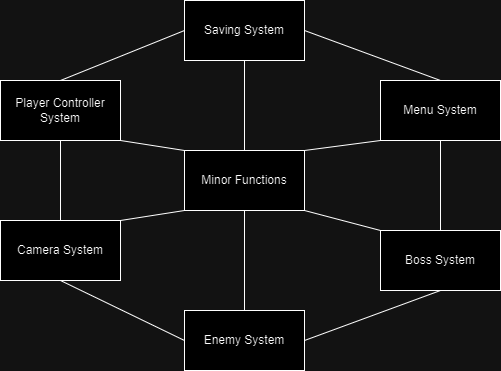 Saving System
Player Controller
System
Menu System
Minor Functions
Camera System
Boss System
Enemy System